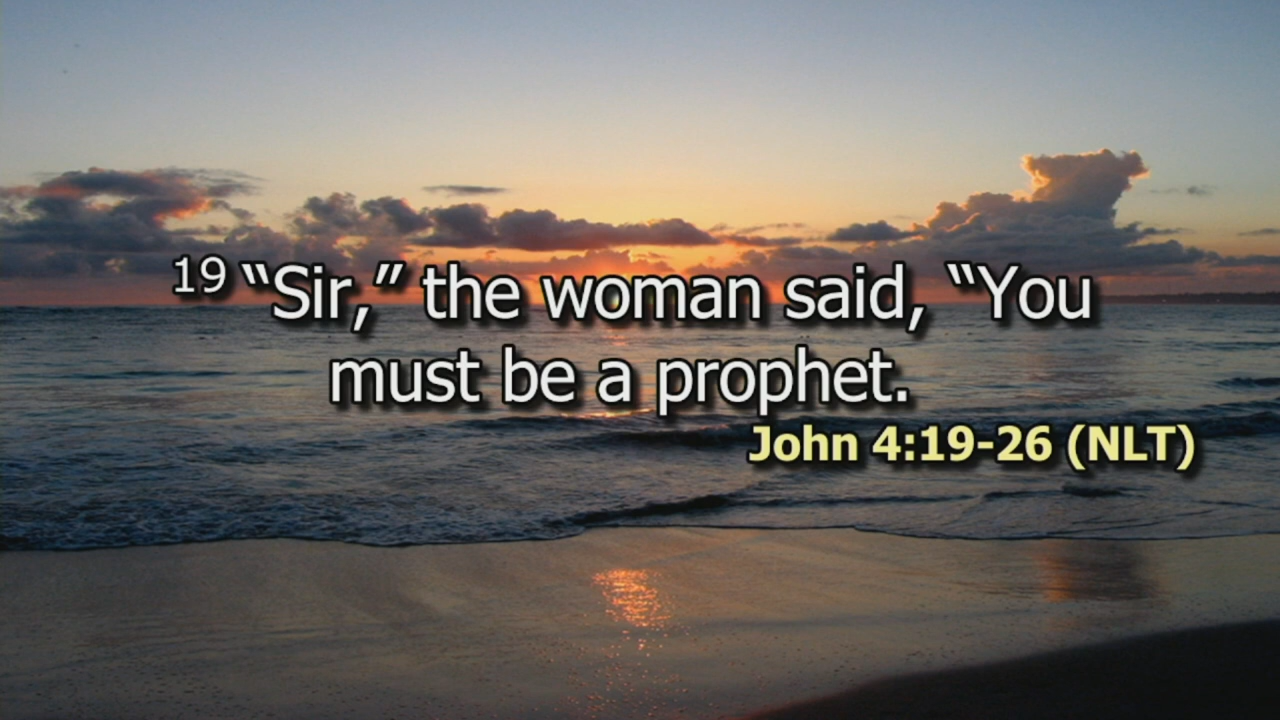 19 “Sir,” the woman said, “You
must be a prophet.
John 4:19-26 (NLT)